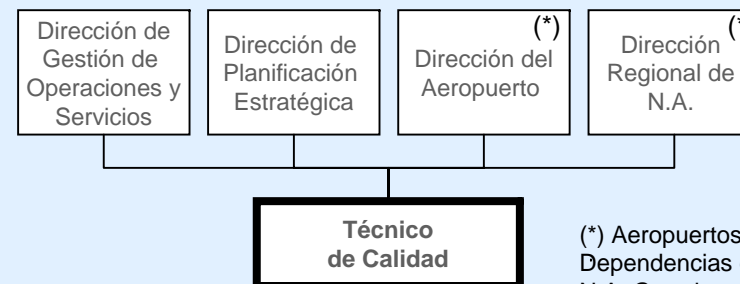 Dirección de
Gestión de
Operaciones y
Servicios
Dirección de
Planificación
Estratégica
(*)
Dirección del
Aeropuerto
(*
Dirección
Regional de
N.A.
Técnico
de Calidad
(*) Aeropuertos
Dependencias
N.A.